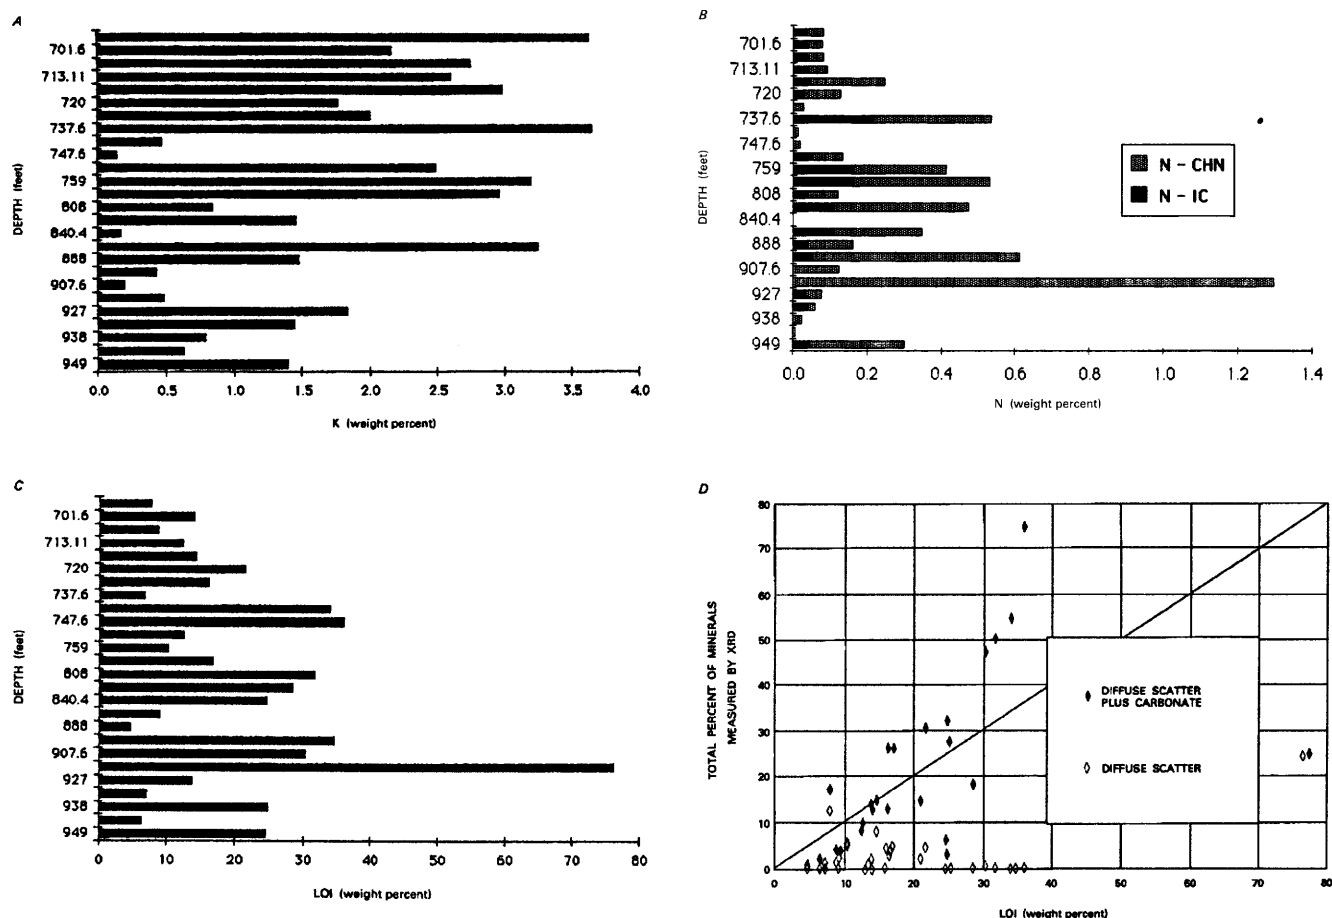 A
701.6
713.11
720
737.6
747.6
759
808
840.4
888
907.6
927
938
949
DEPTH (feet)
0.0 0.5 1.0 1.5 2.0 2.5 3.0 3.5 4.0
K (weight percent)
B
701.6
713.11
720
737.6
747.6
759
808
840.4
888
907.6
927
938
949
DEPTH (feet)
N - CHN
N - IC
0.0 0.2 0.4 0.6 0.8 1.0 1.2 1.4
N (weight percent)
C
701.6
713.11
720
737.6
747.6
759
808
840.4
888
907.6
927
938
949
DEPTH (feet)
0 10 20 30 40 50 60 70 80
LOI (weight percent)
D
80
70
60
50
40
30
20
10
0
TOTAL PERCENT OF MINERALS
MEASURED BY XRD
DIFFUSE SCATTER
PLUS CARBONATE
DIFFUSE SCATTER
0 10 20 30 40 50 60 70 80
LOI (weight percent)